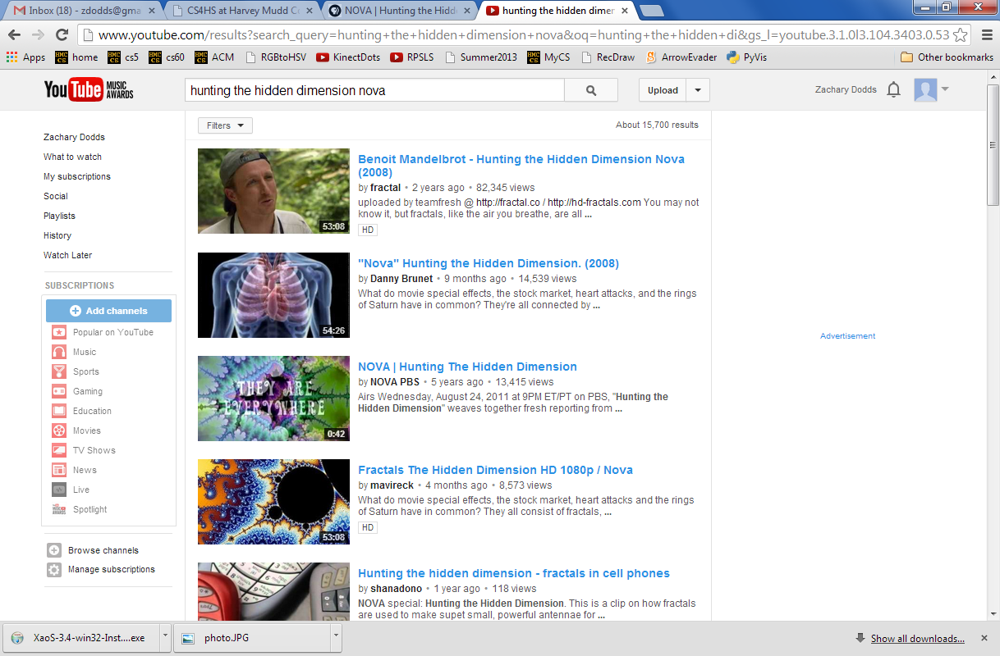 Inbox (18) - zdodds@gma
CS4HS at Harvey Mudd Co
NOVA | Hunting the Hidd
hunting the hidden dimen
www.youtube.com/results?search_query=hunting+the+hidden+dimension+nova&oq=hunting+the+hidden+di&gs_l=youtube.3.1.0l3.104.3403.0.53
Apps home cs5 cs60 ACM RGBtoHSV KinectDots RPSLS Summer2013 MyCS RecDraw ArrowEvader PyVis Other bookmarks
YouTube MUSIC AWARDS
hunting the hidden dimension nova
Upload
Zachary Dodds
Zachary Dodds
What to watch
My subscriptions
Social
Playlists
History
Watch Later
SUBSCRIPTIONS
Add channels
Popular on YouTube
Music
Sports
Gaming
Education
Movies
TV Shows
News
Live
Spotlight
Browse channels
Manage subscriptions
Filters
About 15,700 results
53:08
Benoit Mandelbrot - Hunting the Hidden Dimension Nova
(2008)
by fractal • 2 years ago • 82,345 views
uploaded by teamfresh @ http://fractal.co / http://hd-fractals.com You may not
know it, but fractals, like the air you breathe, are all ...
HD
54:26
"Nova" Hunting the Hidden Dimension. (2008)
by Danny Brunet • 9 months ago • 14,539 views
What do movie special effects, the stock market, heart attacks, and the rings
of Saturn have in common? They're all connected by ...
THEY ARE
EVERYWHERE
0:42
NOVA | Hunting The Hidden Dimension
by NOVA PBS • 5 years ago • 13,415 views
Airs Wednesday, August 24, 2011 at 9PM ET/PT on PBS, "Hunting the
Hidden Dimension" weaves together fresh reporting from ...
53:08
Fractals The Hidden Dimension HD 1080p / Nova
by mavireck • 4 months ago • 8,573 views
What do movie special effects, the stock market, heart attacks and the rings
of Saturn have in common? They all consist of fractals, ...
HD
Hunting the hidden dimension - fractals in cell phones
by shanadono • 1 year ago • 118 views
NOVA special: Hunting the Hidden Dimension. This is a clip on how fractals
are used to make supet small, powerful antennae for ...
Advertisement
XaoS-3.4-win32-Inst....exe
photo.JPG
Show all downloads...